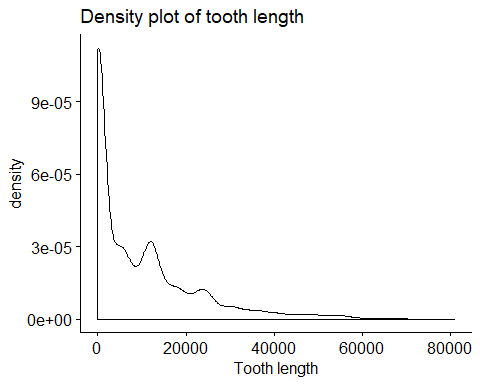 Density plot of tooth length
density
9e-05
6e-05
3e-05
0e+00
0 20000 40000 60000 80000
Tooth length